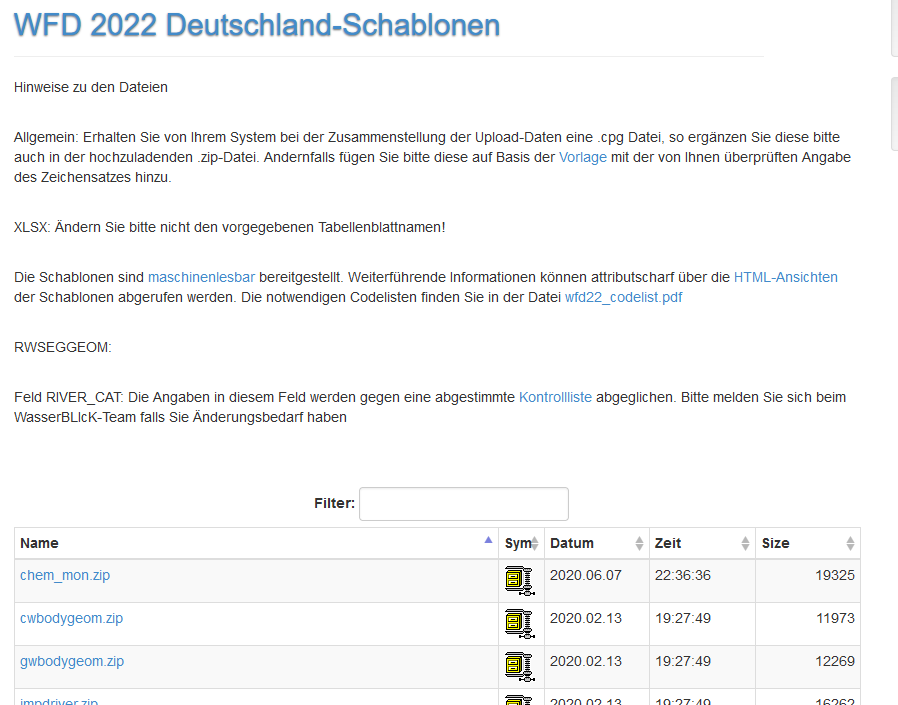 WFD 2022 Deutschland-Schablonen
Hinweise zu den Dateien
Allgemein: Erhalten Sie von Ihrem System bei der Zusammenstellung der Upload-Daten eine .cpg Datei, so ergänzen Sie diese bitte
auch in der hochzuladenden .zip-Datei. Andernfalls fügen Sie bitte diese auf Basis der Vorlage mit der von Ihnen überprüften Angabe
des Zeichensatzes hinzu.
XLSX: Ändern Sie bitte nicht den vorgegebenen Tabellenblattnamen!
Die Schablonen sind maschinenlesbar bereitgestellt. Weiterführende Informationen können attributscharf über die HTML-Ansichten
der Schablonen abgerufen werden. Die notwendigen Codelisten finden Sie in der Datei wfd22_codelist.pdf
RWSEGGEOM:
Feld RIVER_CAT: Die Angaben in diesem Feld werden gegen eine abgestimmte Kontrollliste abgeglichen. Bitte melden Sie sich beim
WasserBLIcK-Team falls Sie Änderungsbedarf haben
Filter:
Name Sym Datum Zeit Size
chem_mon.zip 2020.06.07 22:36:36 19325
cwbodygeom.zip 2020.02.13 19:27:49 11973
gwbodygeom.zip 2020.02.13 19:27:49 12269
impdriver.zip 2020.02.13 19:27:49 16262